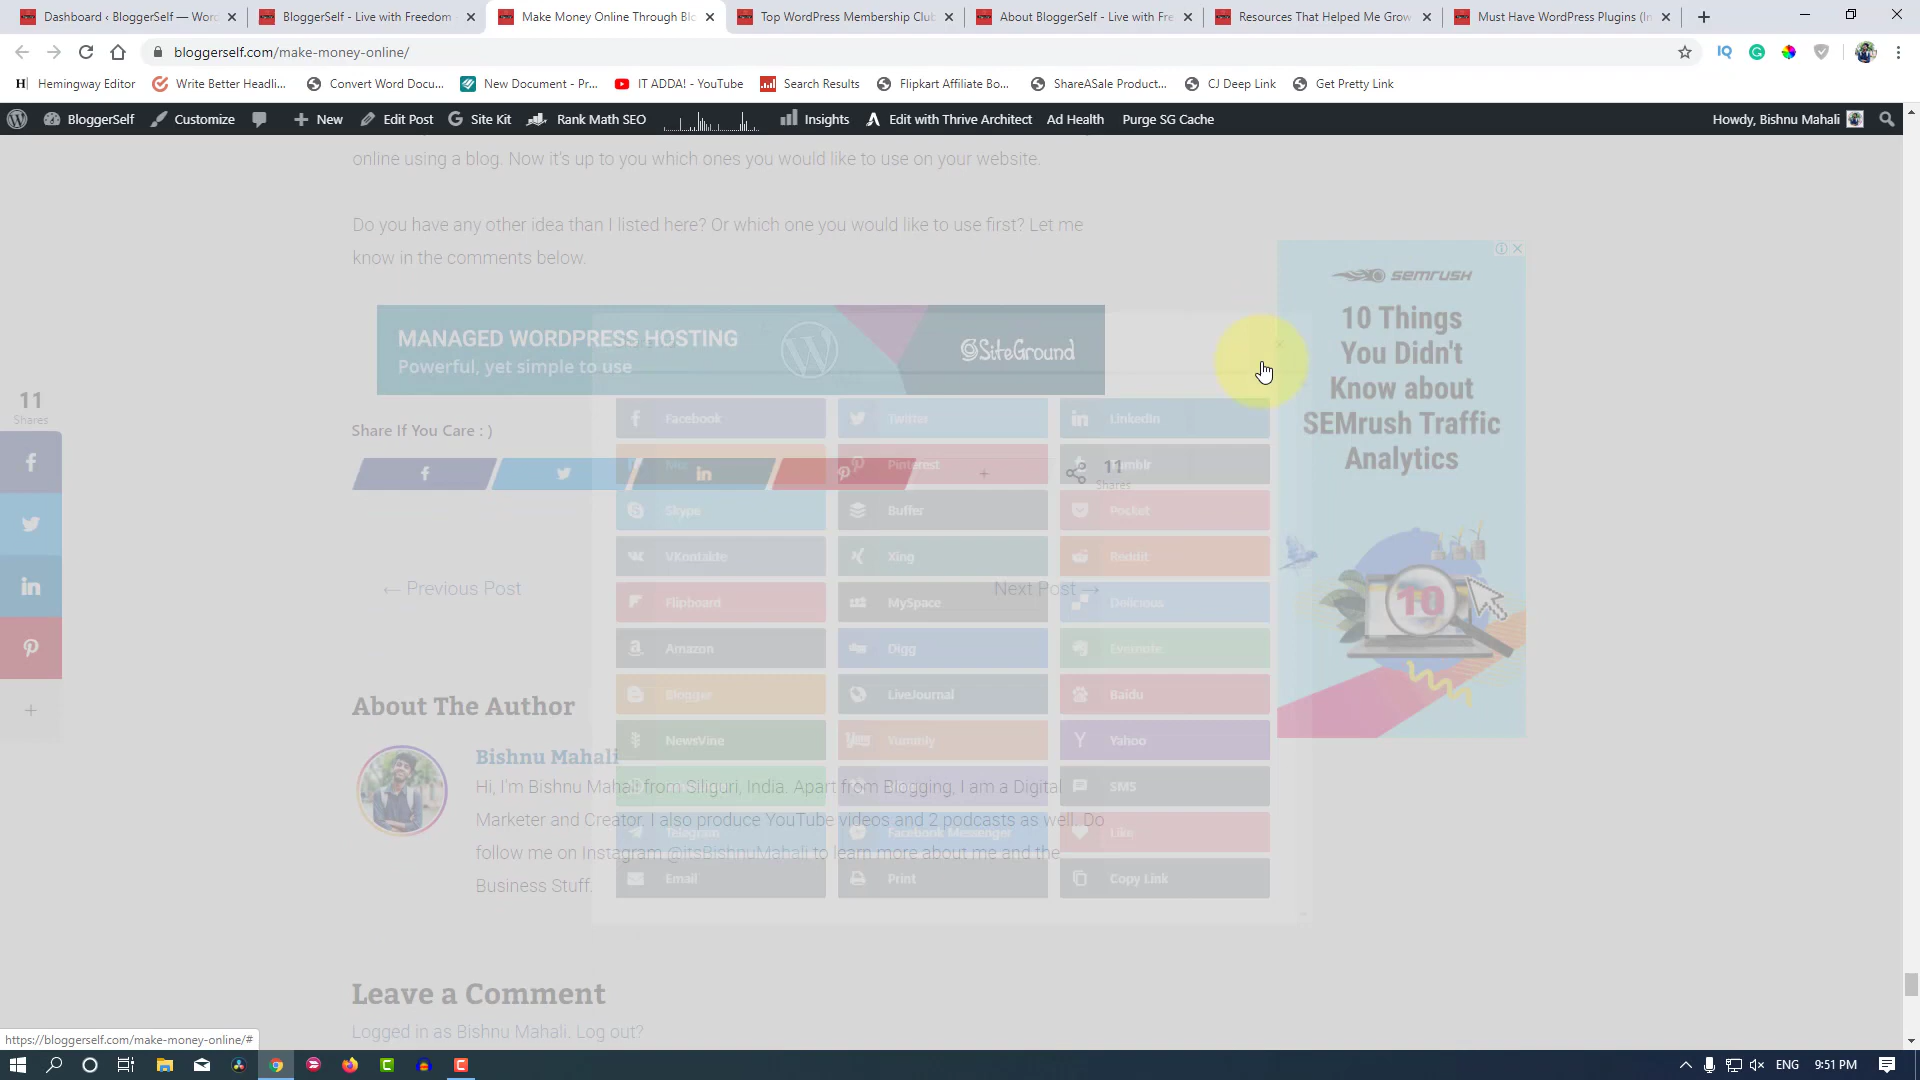 Dashboard ‹ BloggerSelf — Wor
BloggerSelf - Live with Freedom
Make Money Online Through Blo
Top WordPress Membership Club
About BloggerSelf - Live with Fre
Resources That Helped Me Grow
Must Have WordPress Plugins (In
bloggerself.com/make-money-online/
IQ
Hemingway Editor
Write Better Headli...
Convert Word Docu...
New Document - Pr...
IT ADDA! - YouTube
Search Results
Flipkart Affiliate Bo...
ShareASale Product...
CJ Deep Link
Get Pretty Link
BloggerSelf
Customize
New
Edit Post
Site Kit
Rank Math SEO
Insights
Edit with Thrive Architect
Ad Health
Purge SG Cache
Howdy, Bishnu Mahali
online using a blog. Now it's up to you which ones you would like to use on your website.
Do you have any other idea than I listed here? Or which one you would like to use first? Let me
know in the comments below.
MANAGED WORDPRESS HOSTING
Powerful, yet simple to use
SiteGround
semrush
10 Things
You Didn't
Know about
SEMrush Traffic
Analytics
10
11
Shares
Share If You Care : )
11
Shares
Facebook
Twitter
LinkedIn
Mix
Pinterest
Tumblr
Skype
Buffer
Pocket
VKontakte
Xing
Reddit
Flipboard
MySpace
Delicious
Amazon
Digg
Evernote
Blogger
LiveJournal
Baidu
NewsVine
Yummly
Yahoo
SMS
Telegram
Facebook Messenger
Like
Email
Print
Copy Link
← Previous Post
Next Post →
About The Author
Bishnu Mahali
Hi, I'm Bishnu Mahali from Siliguri, India. Apart from Blogging, I am a Digital
Marketer and Creator. I also produce YouTube videos and 2 podcasts as well. Do
follow me on Instagram @itsBishnuMahali to learn more about me and the
Business Stuff.
Leave a Comment
Logged in as Bishnu Mahali. Log out?
https://bloggerself.com/make-money-online/#
ENG
9:51 PM